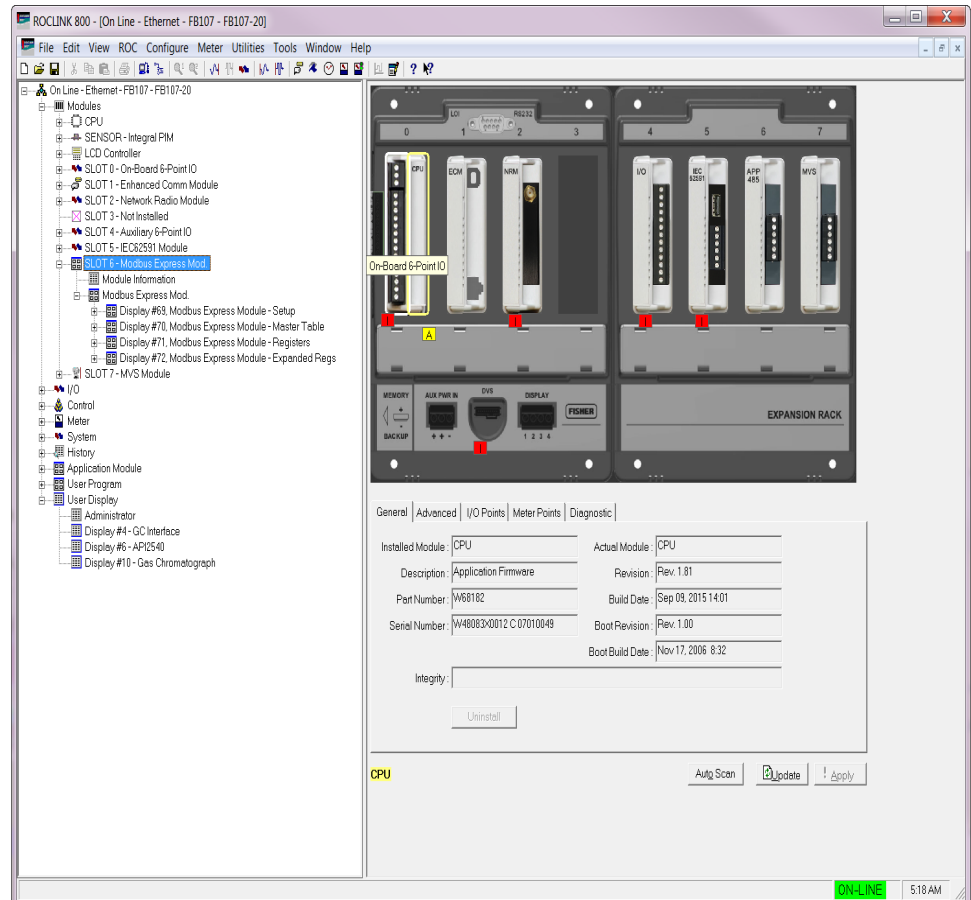 ROCLINK 800 - [On Line - Ethernet - FB107 - FB107-20]
File Edit View ROC Configure Meter Utilities Tools Window Help
On Line - Ethernet - FB107 - FB107-20
Modules
CPU
SENSOR - Integral PIM
LCD Controller
SLOT 0 - On-Board 6-Point IO
SLOT 1 - Enhanced Comm Module
SLOT 2 - Network Radio Module
SLOT 3 - Not Installed
SLOT 4 - Auxiliary 6-Point IO
SLOT 5 - IEC62591 Module
SLOT 6 - Modbus Express Mod.
Module Information
Modbus Express Mod.
Display #69, Modbus Express Module - Setup
Display #70, Modbus Express Module - Master Table
Display #71, Modbus Express Module - Registers
Display #72, Modbus Express Module - Expanded Regs
SLOT 7 - MVS Module
I/O
Control
Meter
System
History
Application Module
User Program
User Display
Administrator
Display #4 - GC Interface
Display #6 - API2540
Display #10 - Gas Chromatograph
LCI RS232
0 1 2 3 4 5 6 7
CPU ECM NRM I/O IEC 62591 APP 485 MVS
D
On-Board 6-Point IO
I I I I
A
MEMORY BACKUP
AUX PWR IN
+ + -
DVS
DISPLAY
1 2 3 4
FISHER
EXPANSION RACK
I
General Advanced I/O Points Meter Points Diagnostic
Installed Module : CPU Actual Module : CPU
Description : Application Firmware Revision : Rev. 1.81
Part Number : W68182 Build Date : Sep 09, 2015 14:01
Serial Number : W48083X0012 C 07010049 Boot Revision : Rev. 1.00
Boot Build Date : Nov 17, 2006 8:32
Integrity :
Uninstall
CPU Auto Scan Update ! Apply
ON-LINE 5:18 AM